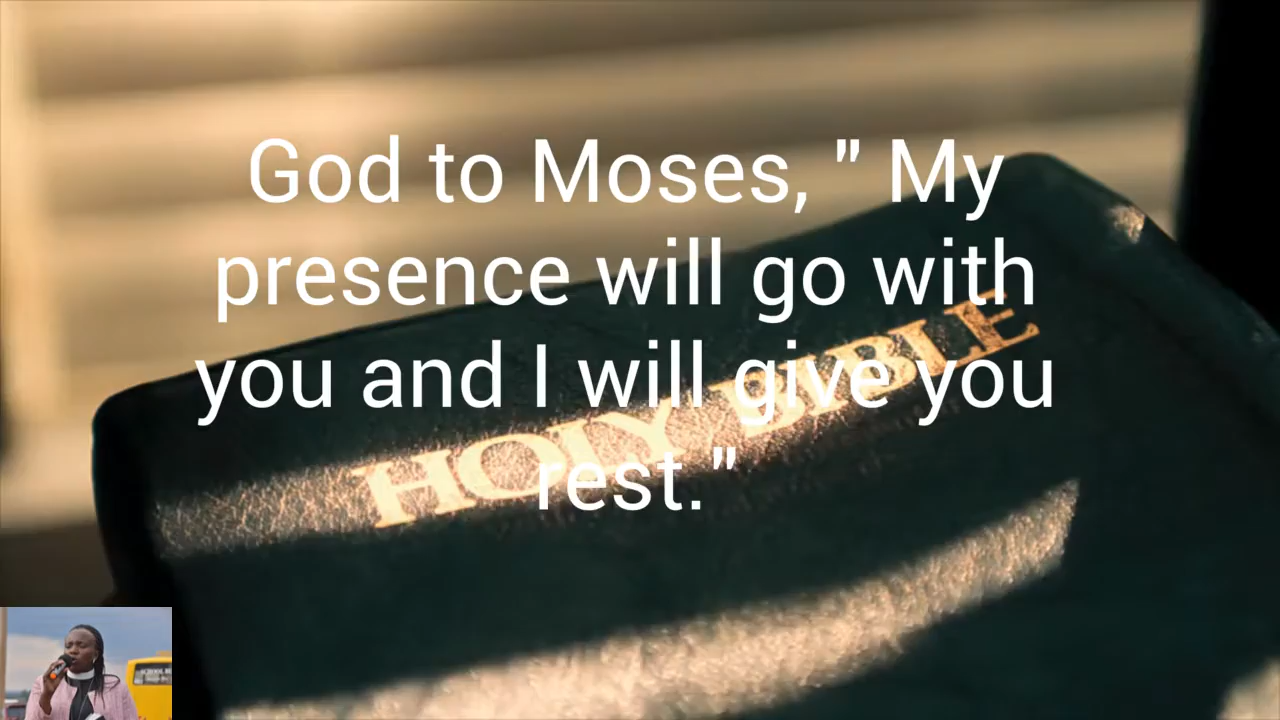 God to Moses, " My
presence will go with
you and I will give you
rest."
HOLY BIBLE